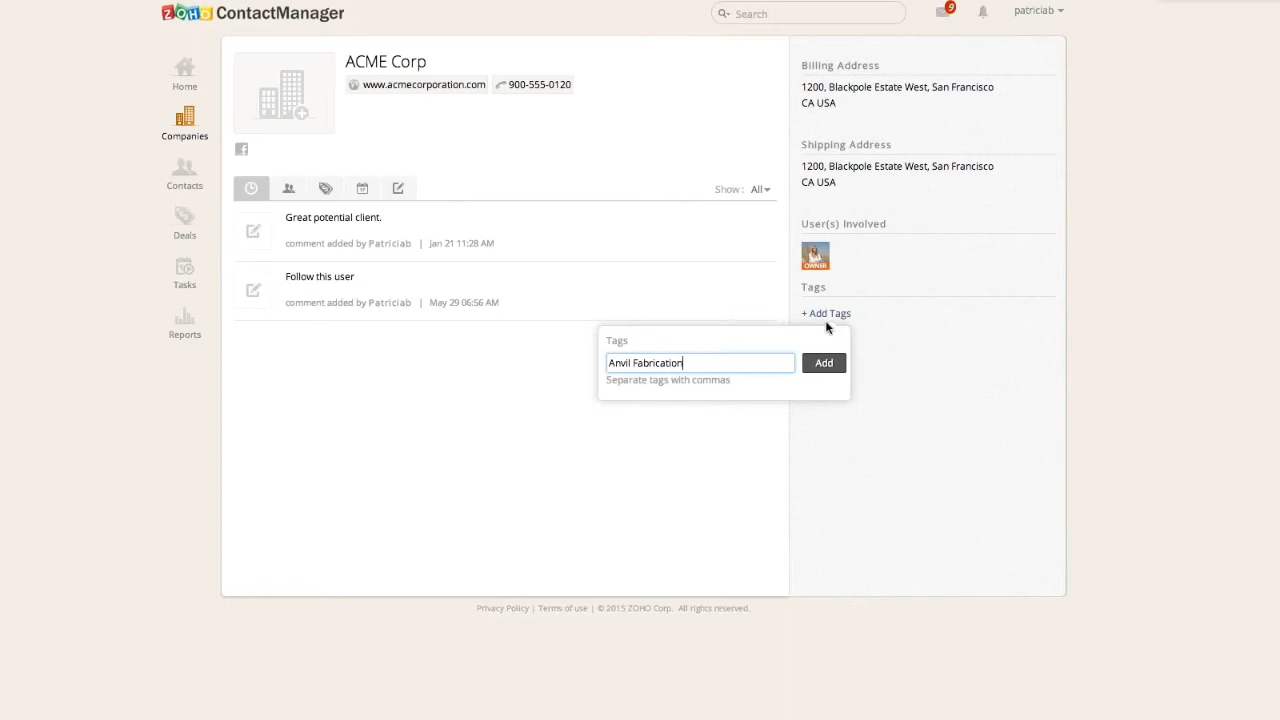 ZOHO ContactManager
Search
9
patriciab
Home
Companies
Contacts
Deals
Tasks
Reports
ACME Corp
www.acmecorporation.com
900-555-0120
Show : All
Great potential client.
comment added by Patriciab | Jan 21 11:28 AM
Follow this user
comment added by Patriciab | May 29 06:56 AM
Billing Address
1200, Blackpole Estate West, San Francisco
CA USA
Shipping Address
1200, Blackpole Estate West, San Francisco
CA USA
User(s) Involved
OWNER
Tags
+ Add Tags
Tags
Anvil Fabrication
Add
Separate tags with commas
Privacy Policy | Terms of use | © 2015 ZOHO Corp. All rights reserved.